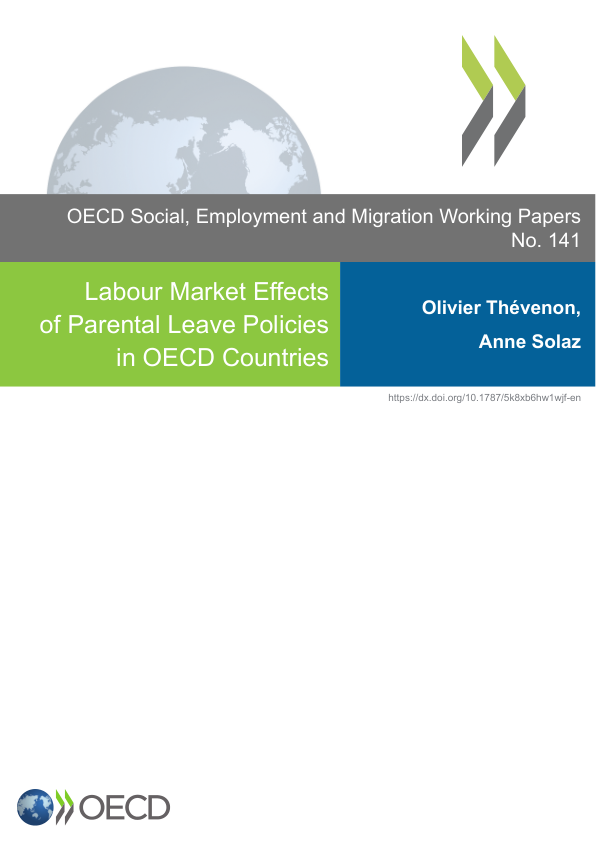 OECD Social, Employment and Migration Working Papers
No. 141
Labour Market Effects
of Parental Leave Policies
in OECD Countries
Olivier Thévenon,
Anne Solaz
https://dx.doi.org/10.1787/5k8xb6hw1wjf-en
OECD